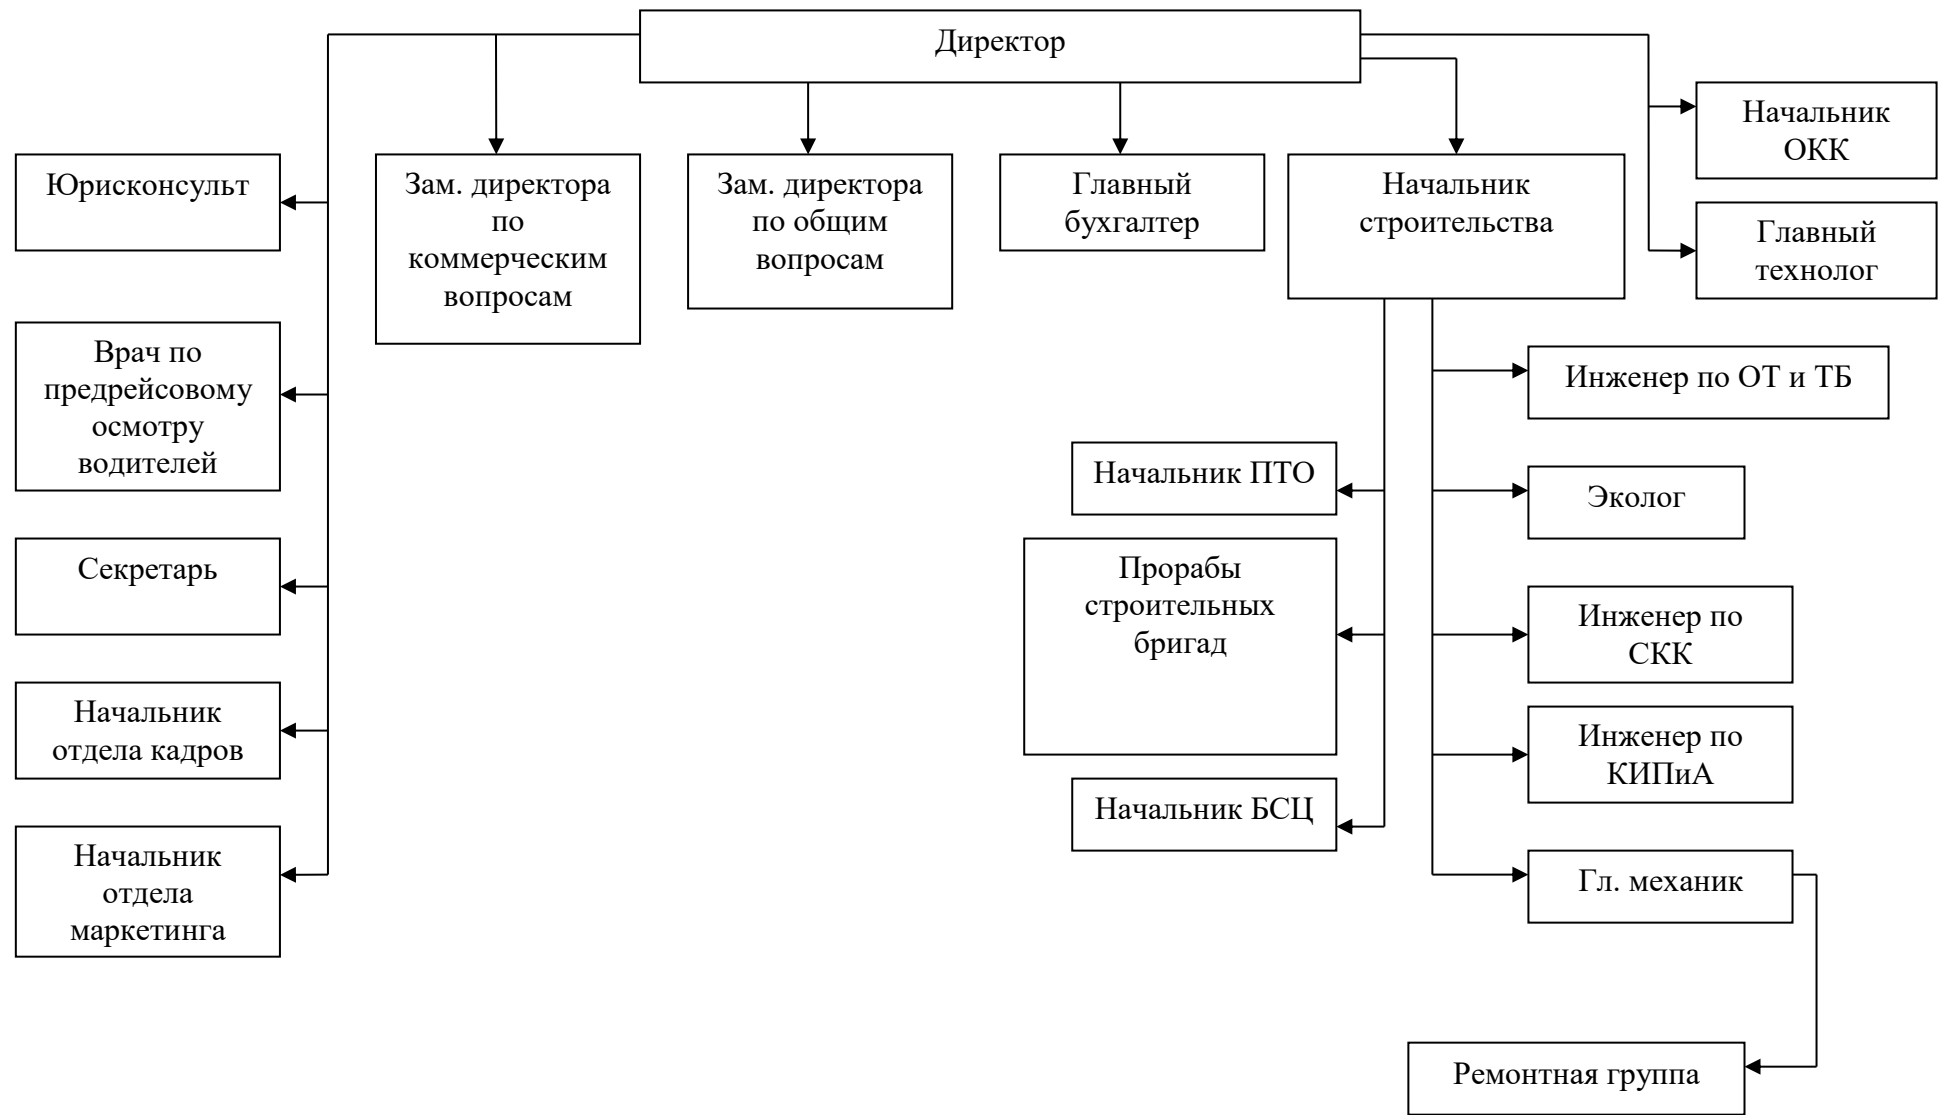 Директор
Начальник
ОКК
Юрисконсульт
Зам. директора
по
коммерческим
вопросам
Зам. директора
по общим
вопросам
Главный
бухгалтер
Начальник
строительства
Главный
технолог
Врач по
предрейсовому
осмотру
водителей
Инженер по ОТ и ТБ
Начальник ПТО
Эколог
Секретарь
Прорабы
строительных
бригад
Инженер по
СКК
Начальник
отдела кадров
Инженер по
КИПиА
Начальник БСЦ
Начальник
отдела
маркетинга
Гл. механик
Ремонтная группа